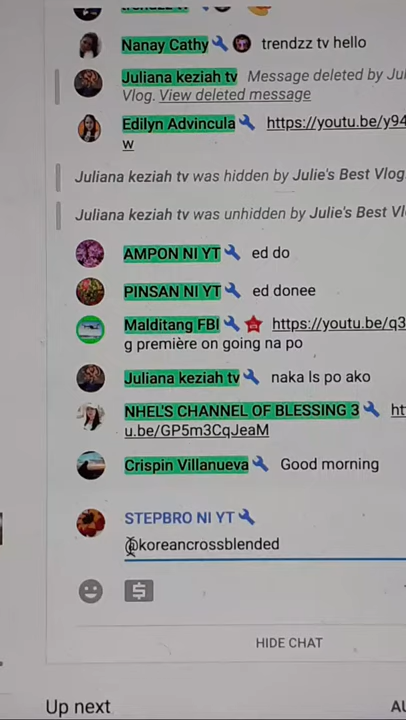 Nanay Cathy trendzz tv hello
Juliana keziah tv Message deleted by
Vlog. View deleted message
Edilyn Advincula https://youtu.be/y94
w
Juliana keziah tv was hidden by Julie's Best Vlog.
Juliana keziah tv was unhidden by Julie's Best
AMPON NI YT ed do
PINSAN NI YT ed donee
Malditang FBI https://youtu.be/q3
g première on going na po
Juliana keziah tv naka ls po ako
NHEL'S CHANNEL OF BLESSING 3
u.be/GP5m3CqJeaM
Crispin Villanueva Good morning
STEPBRO NI YT
@koreancrossblended
HIDE CHAT
Up next